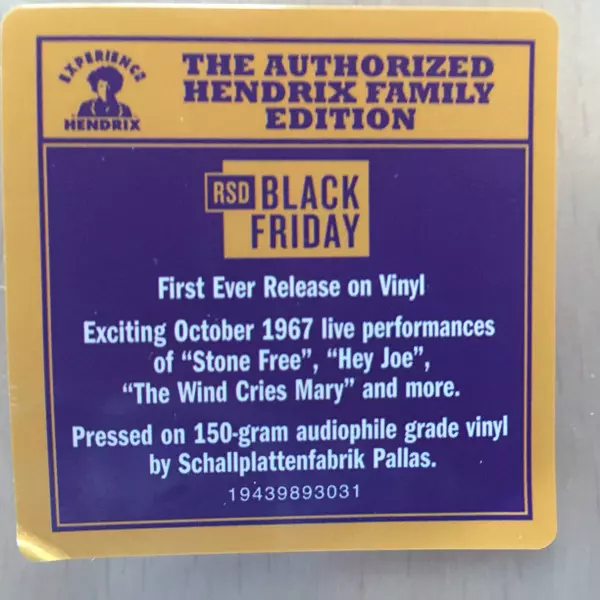 EXPERIENCE
HENDRIX
THE AUTHORIZED
HENDRIX FAMILY
EDITION
RSD BLACK
FRIDAY
First Ever Release on Vinyl
Exciting October 1967 live performances
of “Stone Free”, “Hey Joe”,
“The Wind Cries Mary” and more.
Pressed on 150-gram audiophile grade vinyl
by Schallplattenfabrik Pallas.
19439893031